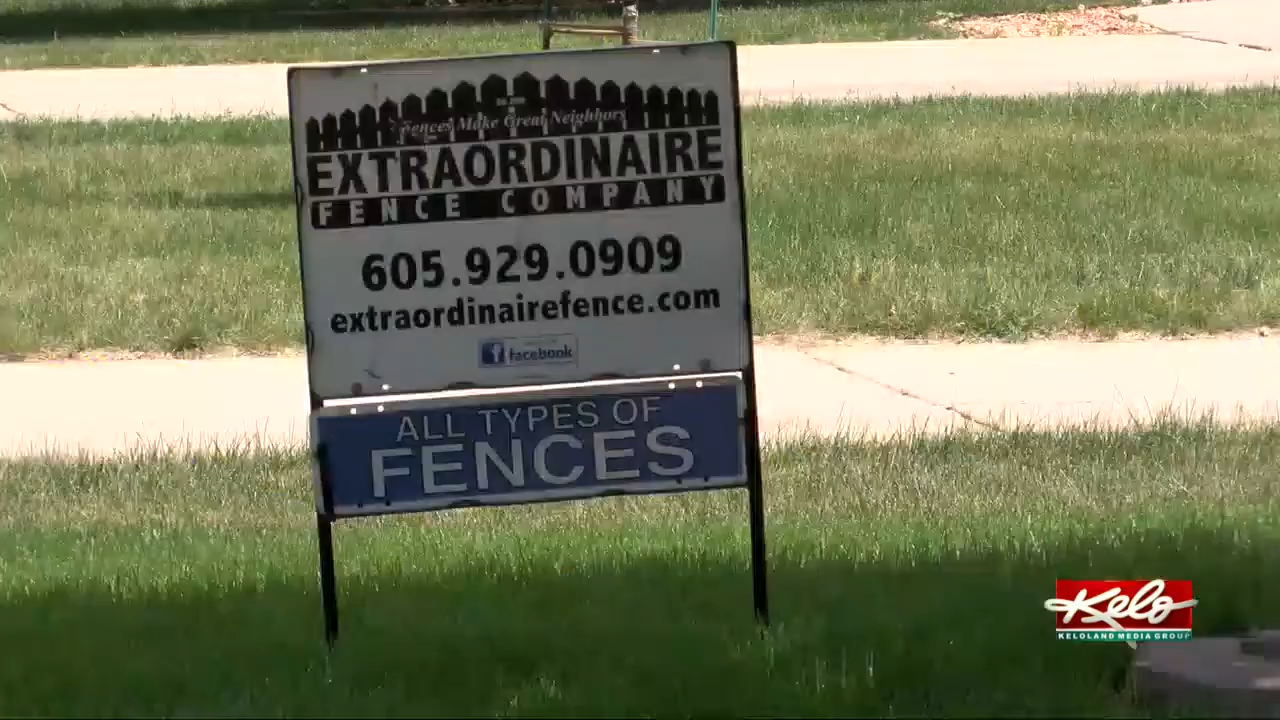 Fences Make Great Neighbors
EXTRAORDINAIRE
FENCE COMPANY
605.929.0909
extraordinairefence.com
facebook
ALL TYPES OF
FENCES
Kelo
KELOLAND MEDIA GROUP